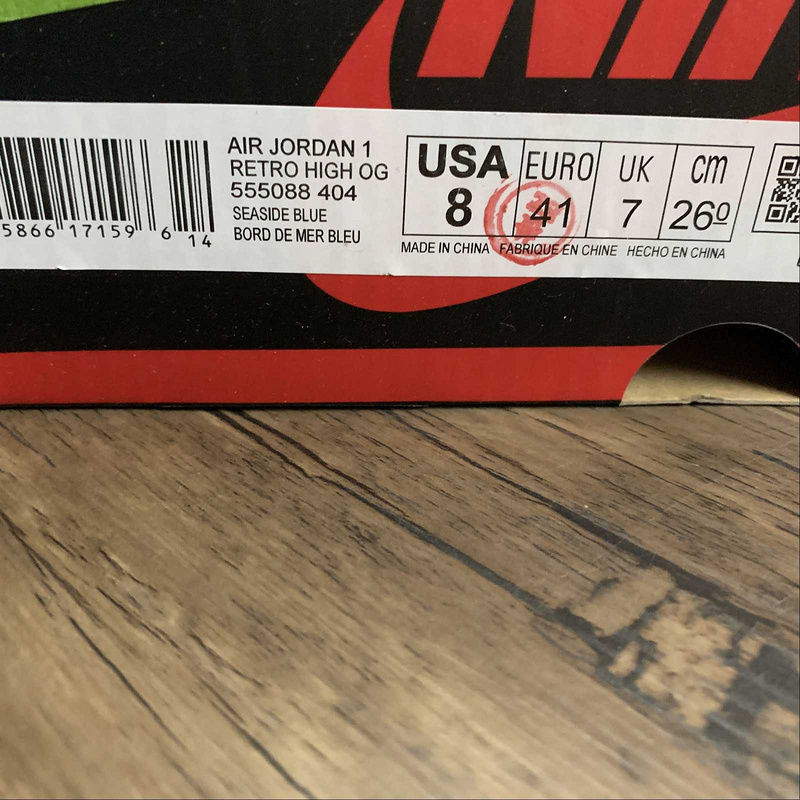 AIR JORDAN 1
RETRO HIGH OG
555088 404
SEASIDE BLUE
BORD DE MER BLEU
5866 17159 6 14
USA EURO UK cm
8 41 7 26º
MADE IN CHINA FABRIQUE EN CHINE HECHO EN CHINA